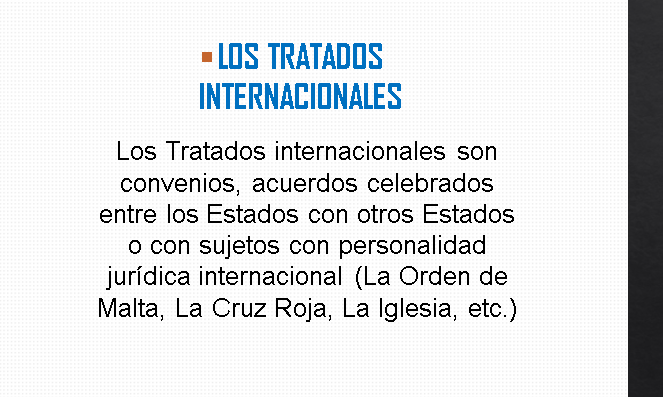 ▪LOS TRATADOS
INTERNACIONALES
Los Tratados internacionales son
convenios, acuerdos celebrados
entre los Estados con otros Estados
o con sujetos con personalidad
jurídica internacional (La Orden de
Malta, La Cruz Roja, La Iglesia, etc.)